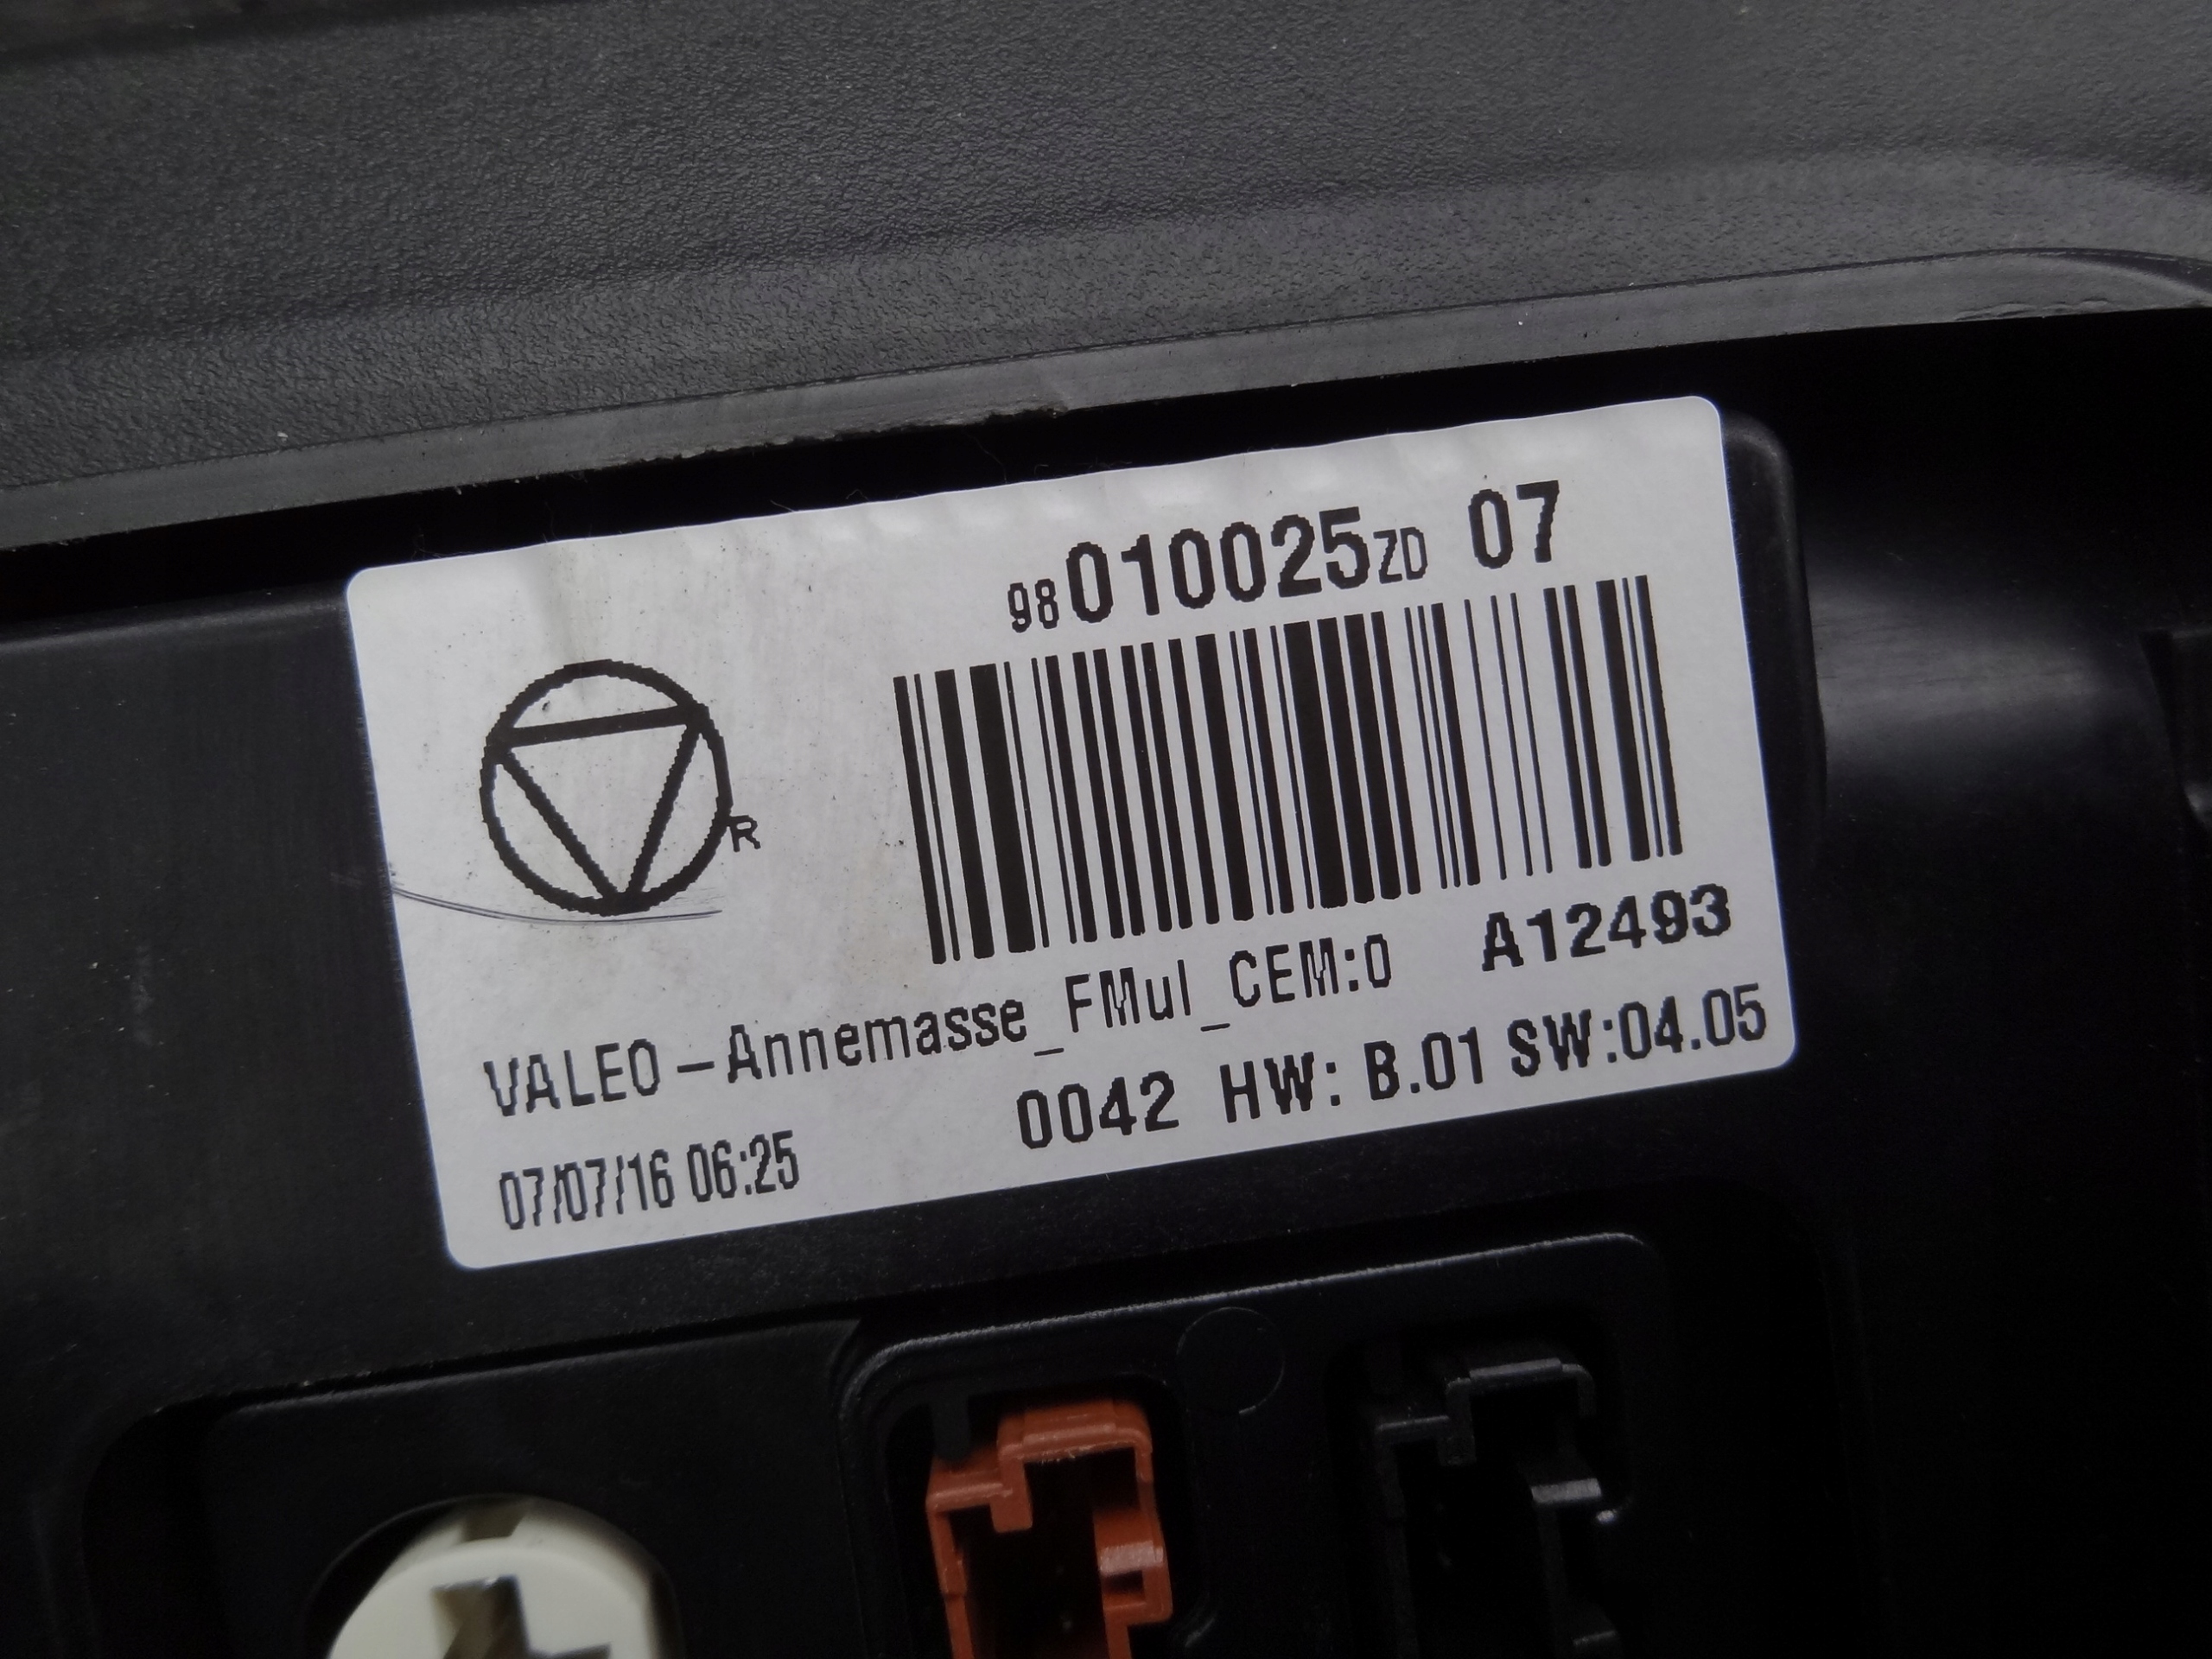 98010025ZD 07
R
VALEO-Annemasse_FMul_CEM:0 A12493
07/07/16 06:25 0042 HW: B.01 SW:04.05